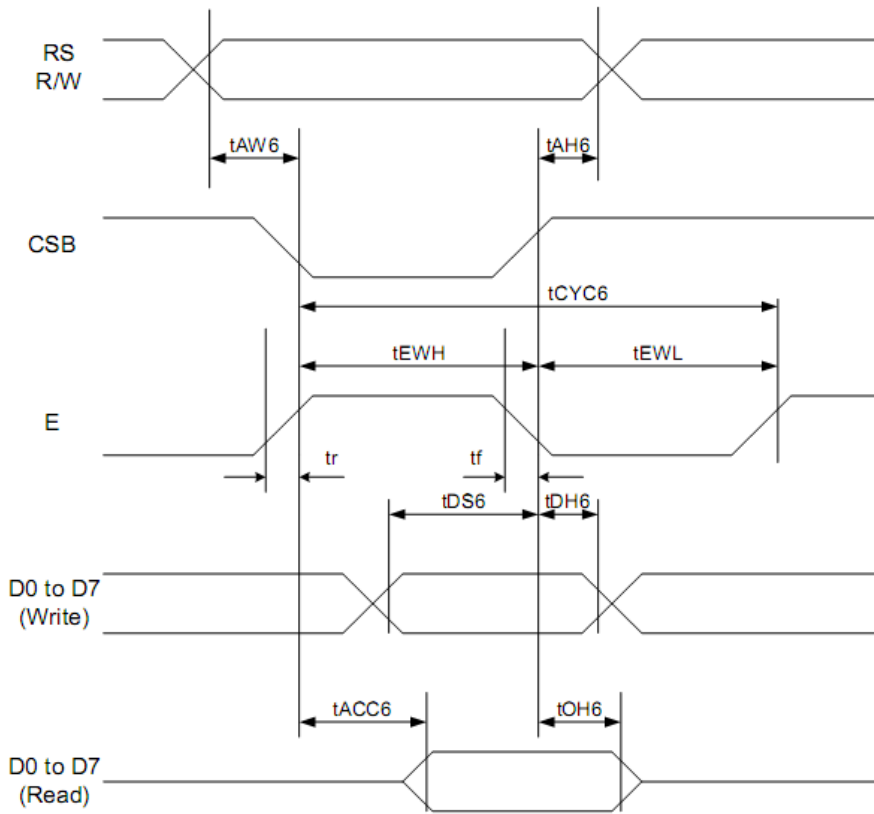 RS
R/W
tAW6
tAH6
CSB
tCYC6
tEWH
tEWL
E
tr
tf
tDS6
tDH6
D0 to D7
(Write)
tACC6
tOH6
D0 to D7
(Read)